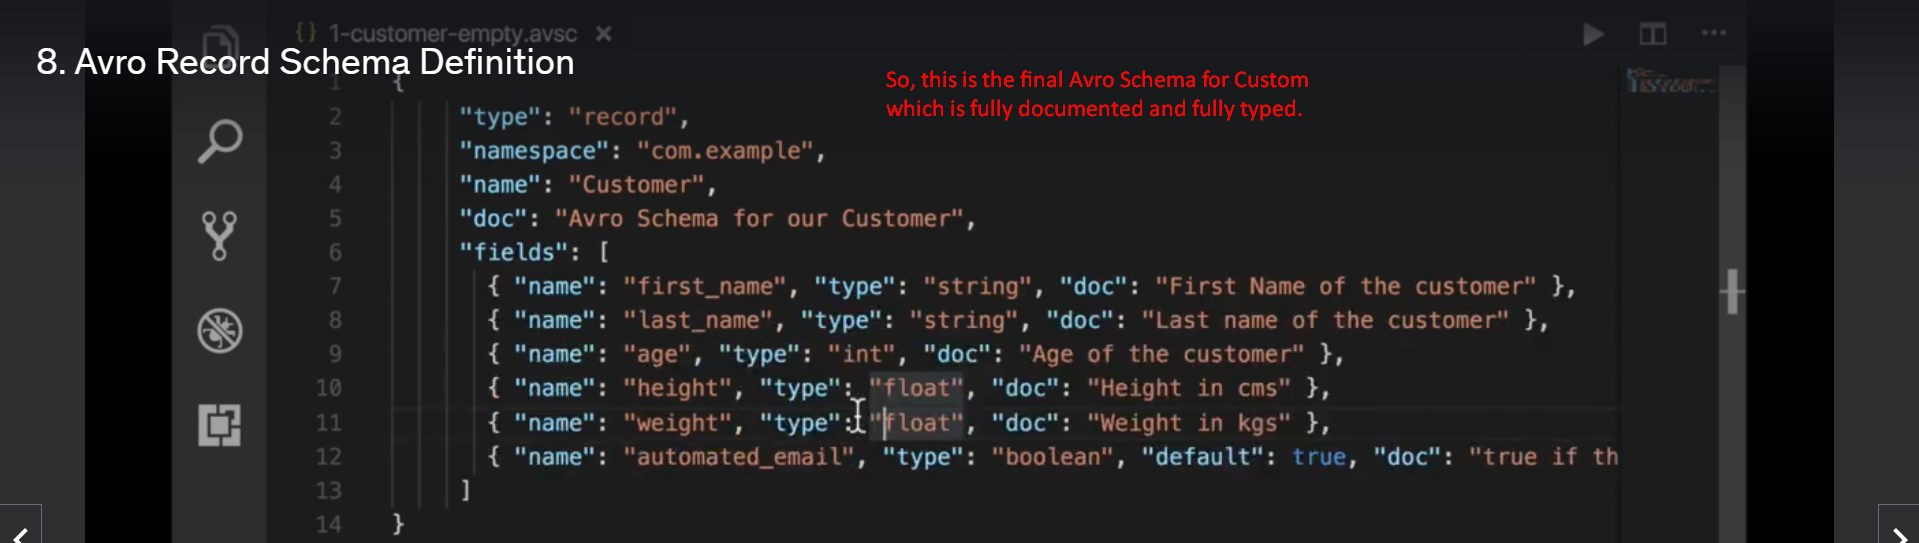 {} 1-customer-empty.avsc ×
8. Avro Record Schema Definition
So, this is the final Avro Schema for Custom
which is fully documented and fully typed.
1 {
2 "type": "record",
3 "namespace": "com.example",
4 "name": "Customer",
5 "doc": "Avro Schema for our Customer",
6 "fields": [
7 { "name": "first_name", "type": "string", "doc": "First Name of the customer" },
8 { "name": "last_name", "type": "string", "doc": "Last name of the customer" },
9 { "name": "age", "type": "int", "doc": "Age of the customer" },
10 { "name": "height", "type": "float", "doc": "Height in cms" },
11 { "name": "weight", "type": "float", "doc": "Weight in kgs" },
12 { "name": "automated_email", "type": "boolean", "default": true, "doc": "true if th
13 ]
14 }